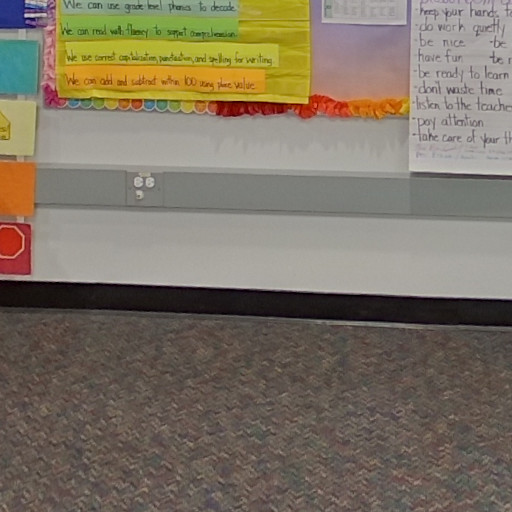 We can use grade level phonics to decode.
We can read with fluency to support comprehension.
We use correct capitalization, punctuation, and spelling for writing.
We can add and subtract within 100 using place value.
-keep your hands to
-do work quietly
-be nice -be
-have fun -be
-be ready to learn
-dont waste time
-listen to the teacher
-pay attention
-take care of your